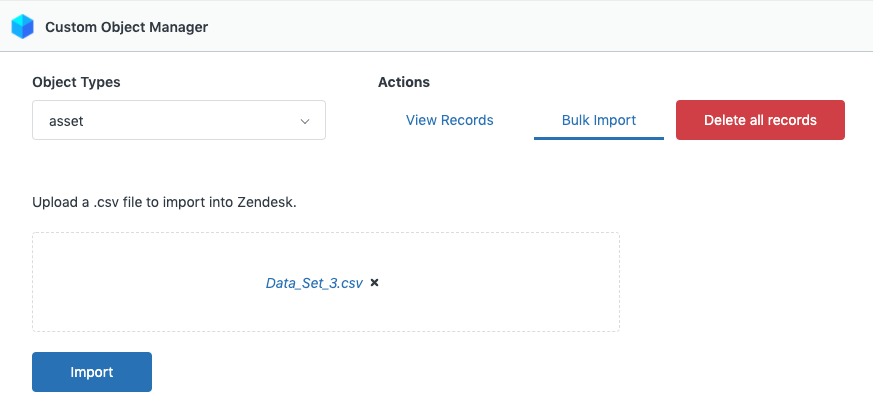 Custom Object Manager
Object Types
Actions
asset
View Records
Bulk Import
Delete all records
Upload a .csv file to import into Zendesk.
Data_Set_3.csv ×
Import